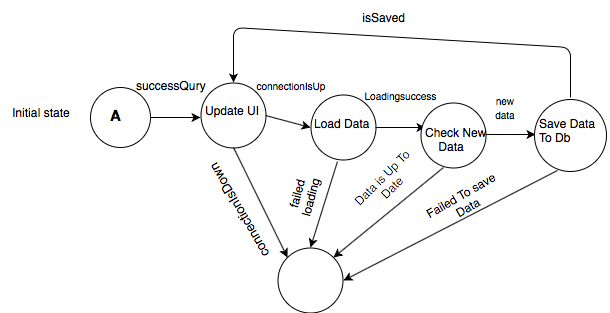 isSaved
successQury
connectionIsUp
Loadingsuccess
new
data
Initial state
A
Update UI
Load Data
Check New
Data
Save Data
To Db
connectionIsDown
failed
loading
Data is Up To
Date
Failed To save
Data